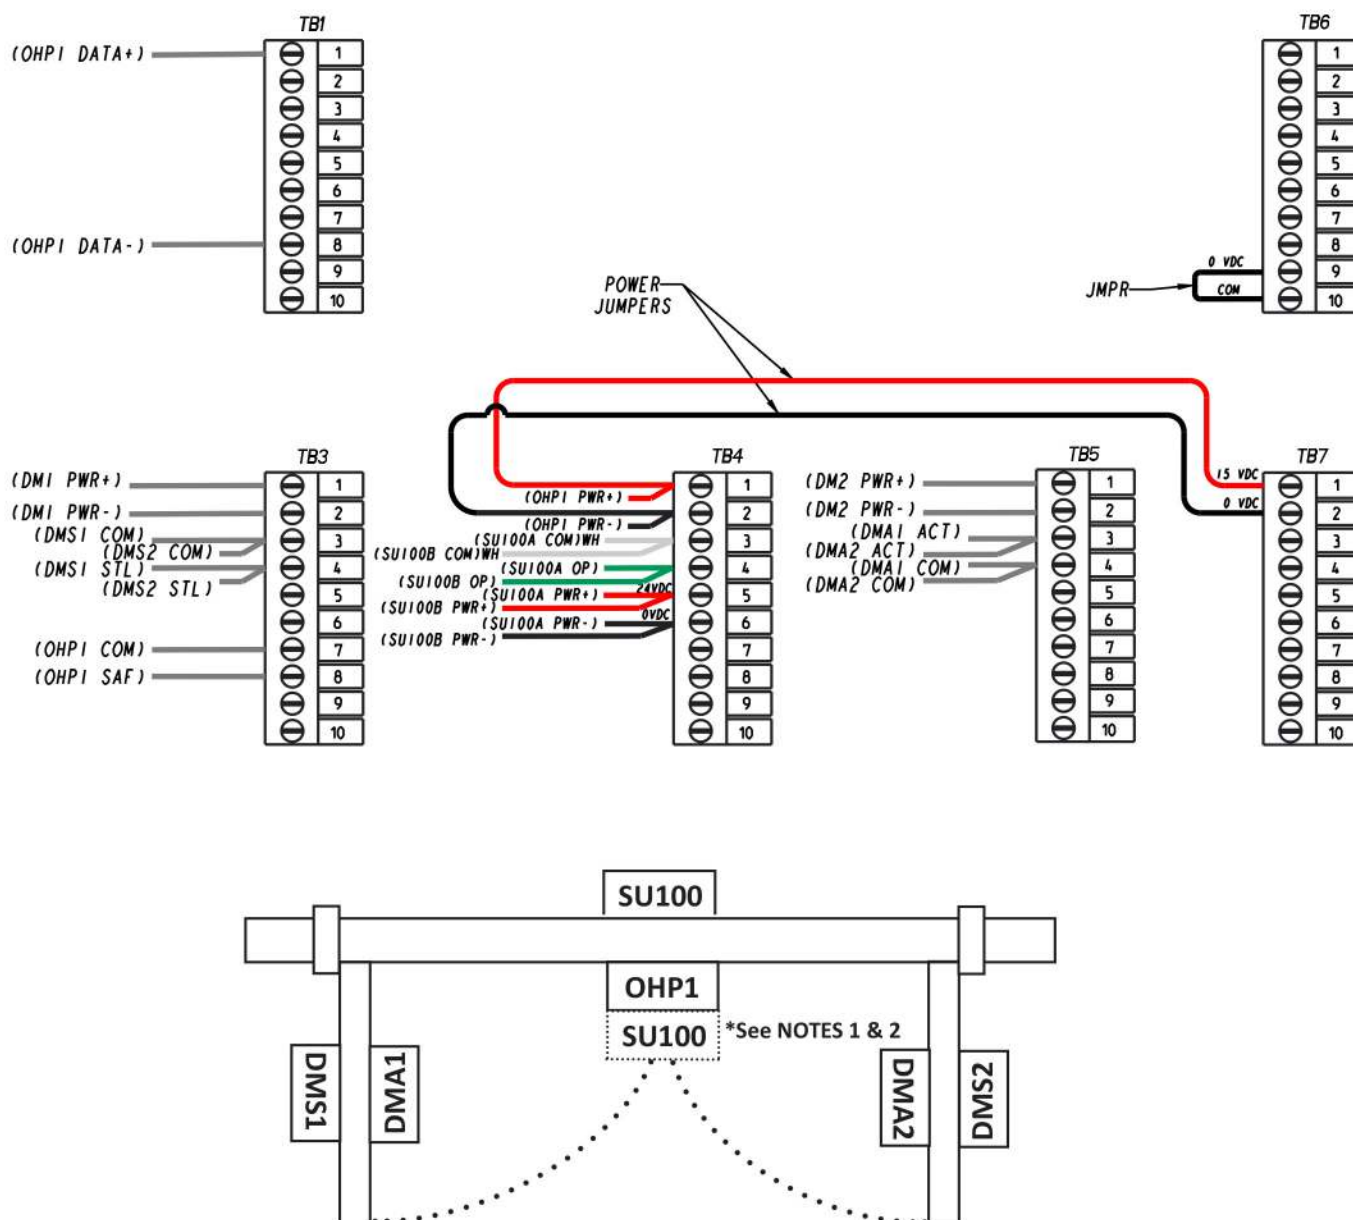 TB1
TB6
(OHP1 DATA+)
1
2
3
4
5
6
7
8
9
10
(OHP1 DATA-)
1
2
3
4
5
6
7
8
9
10
0 VDC
COM
JMPR
POWER
JUMPERS
TB3
(DM1 PWR+)
(DM1 PWR-)
(DMS1 COM)
(DMS2 COM)
(DMS1 STL)
(DMS2 STL)
(OHP1 COM)
(OHP1 SAF)
1
2
3
4
5
6
7
8
9
10
TB4
(OHP1 PWR+)
(OHP1 PWR-)
(SU100A COM)WH
(SU100B COM)WH
(SU100A OP)
(SU100B OP)
24VDC
(SU100A PWR+)
(SU100B PWR+)
0VDC
(SU100A PWR-)
(SU100B PWR-)
1
2
3
4
5
6
7
8
9
10
TB5
(DM2 PWR+)
(DM2 PWR-)
(DMA1 ACT)
(DMA2 ACT)
(DMA1 COM)
(DMA2 COM)
1
2
3
4
5
6
7
8
9
10
TB7
15 VDC
0 VDC
1
2
3
4
5
6
7
8
9
10
SU100
OHP1
SU100 *See NOTES 1 & 2
DMS1
DMA1
DMA2
DMS2